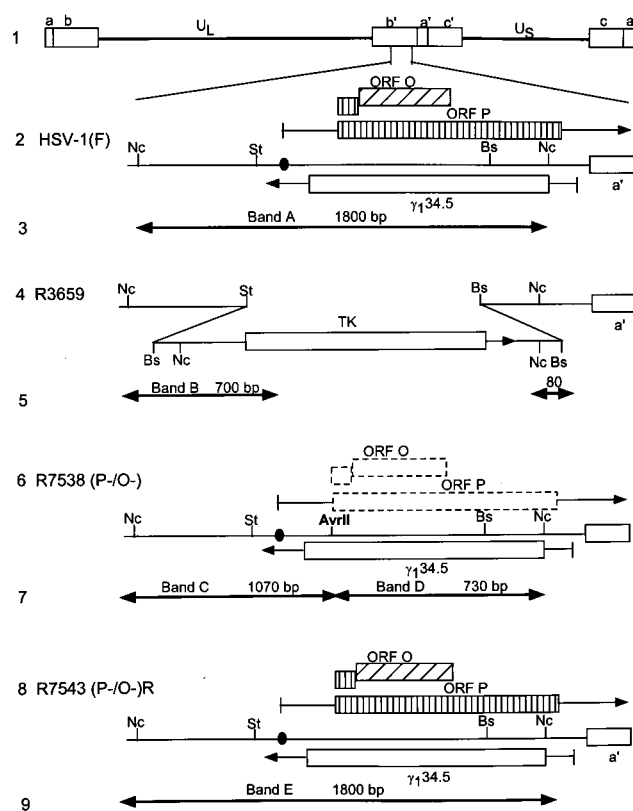 a b U_L b' a' c' U_S c a
1
ORF O
ORF P
2 HSV-1(F)
Nc St Bs Nc
a'
γ₁34.5
3 Band A 1800 bp
4 R3659
Nc St Bs Nc
TK a'
Bs Nc Nc Bs
5 Band B 700 bp 80
ORF O
6 R7538 (P-/O-) ORF P
Nc St AvrII Bs Nc
γ₁34.5
7 Band C 1070 bp Band D 730 bp
ORF O
8 R7543 (P-/O-)R ORF P
Nc St Bs Nc
a'
γ₁34.5
9 Band E 1800 bp